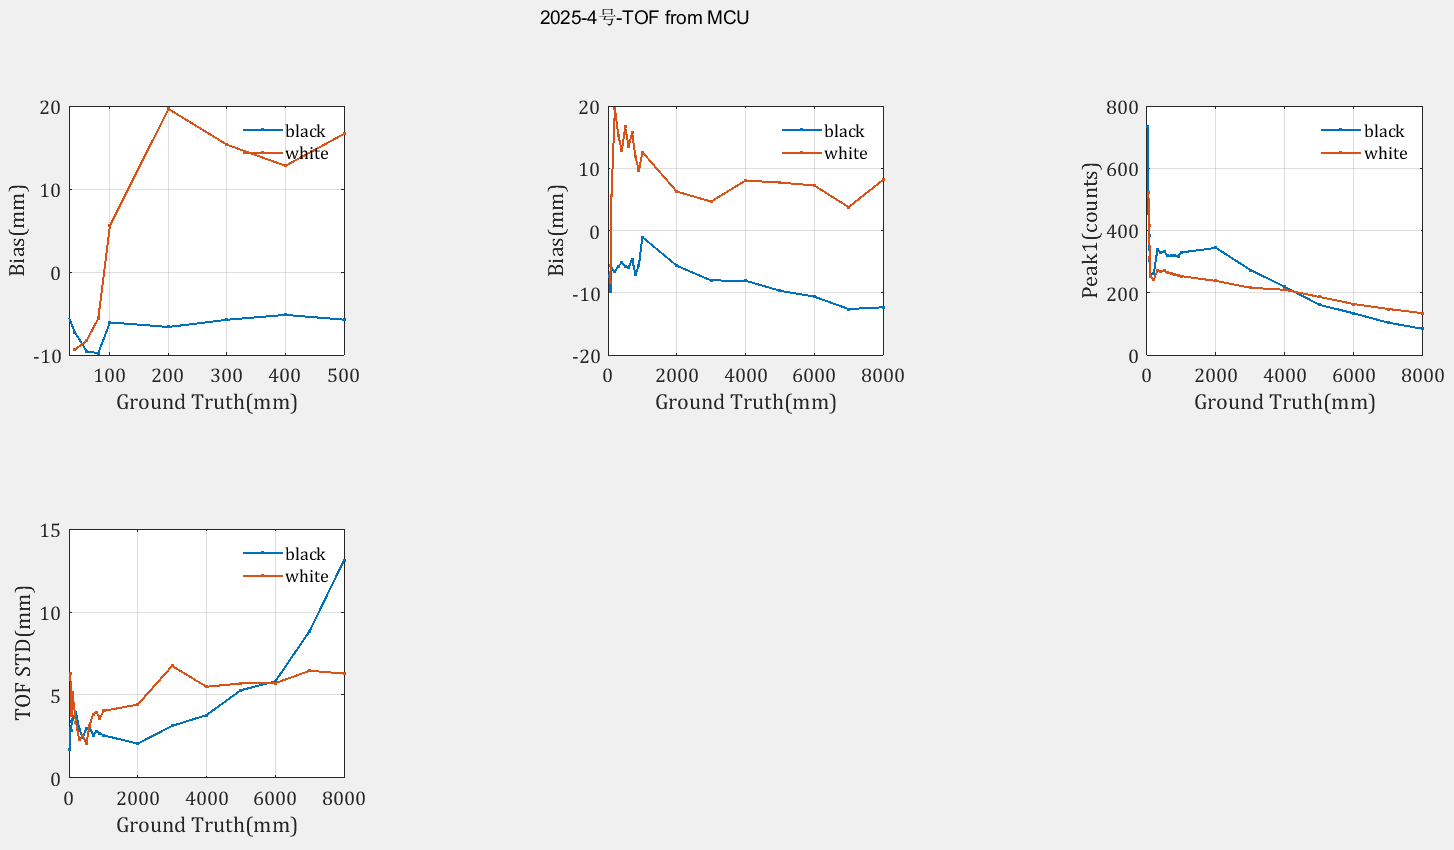 2025-4号-TOF from MCU
20
10
0
-10
Bias(mm)
100 200 300 400 500
Ground Truth(mm)
black
white
20
10
0
-10
-20
Bias(mm)
0 2000 4000 6000 8000
Ground Truth(mm)
black
white
800
600
400
200
0
Peak1(counts)
0 2000 4000 6000 8000
Ground Truth(mm)
black
white
15
10
5
0
TOF STD(mm)
0 2000 4000 6000 8000
Ground Truth(mm)
black
white